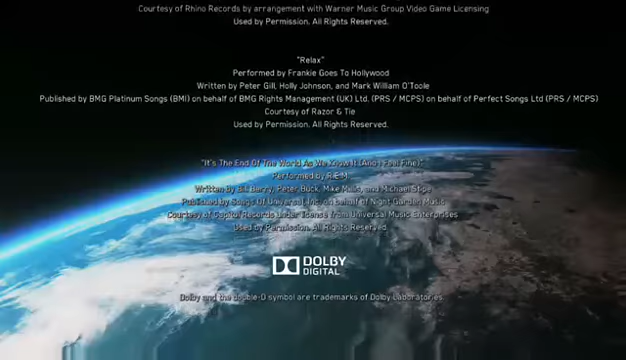 Courtesy of Rhino Records by arrangement with Warner Music Group Video Game Licensing
Used by Permission. All Rights Reserved.
"Relax"
Performed by Frankie Goes To Hollywood
Written by Peter Gill, Holly Johnson, and Mark William O'Toole
Published by BMG Platinum Songs (BMI) on behalf of BMG Rights Management (UK) Ltd. (PRS / MCPS) on behalf of Perfect Songs Ltd (PRS / MCPS)
Courtesy of Razor & Tie
Used by Permission. All Rights Reserved.
"It's The End Of The World As We Know It (And I Feel Fine)"
Performed by R.E.M.
Written by Bill Berry, Peter Buck, Mike Mills, and Michael Stipe
Published by Songs Of Universal, Inc. on behalf of Night Garden Music
Courtesy of Capitol Records under license from Universal Music Enterprises
Used by Permission. All Rights Reserved.
DOLBY
DIGITAL
Dolby and the double-D symbol are trademarks of Dolby Laboratories.